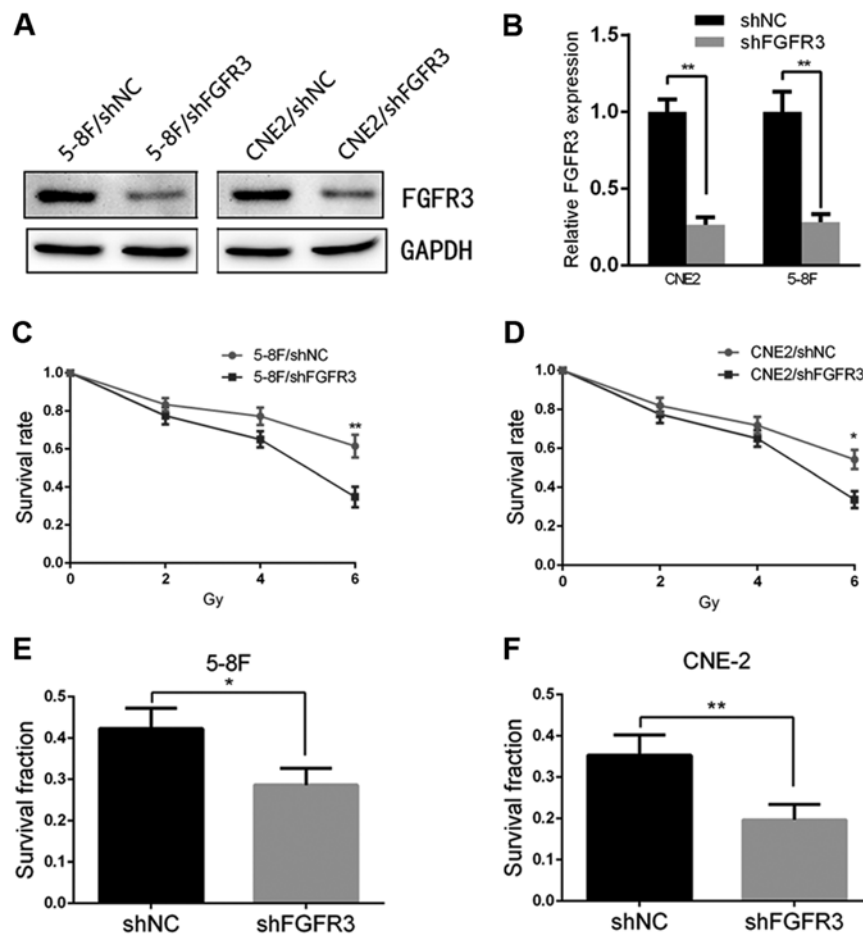 A
5-8F/shNC
5-8F/shFGFR3
CNE2/shNC
CNE2/shFGFR3
FGFR3
GAPDH
B
shNC
shFGFR3
Relative FGFR3 expression
1.5
1.0
0.5
0.0
**
**
CNE2
5-8F
C
5-8F/shNC
5-8F/shFGFR3
Survival rate
1.0
0.8
0.6
0.4
0.2
0.0
**
0
2
4
6
Gy
D
CNE2/shNC
CNE2/shFGFR3
Survival rate
1.0
0.8
0.6
0.4
0.2
0.0
*
0
2
4
6
Gy
E
5-8F
Survival fraction
0.5
0.4
0.3
0.2
0.1
0.0
*
shNC
shFGFR3
F
CNE-2
Survival fraction
0.5
0.4
0.3
0.2
0.1
0.0
**
shNC
shFGFR3